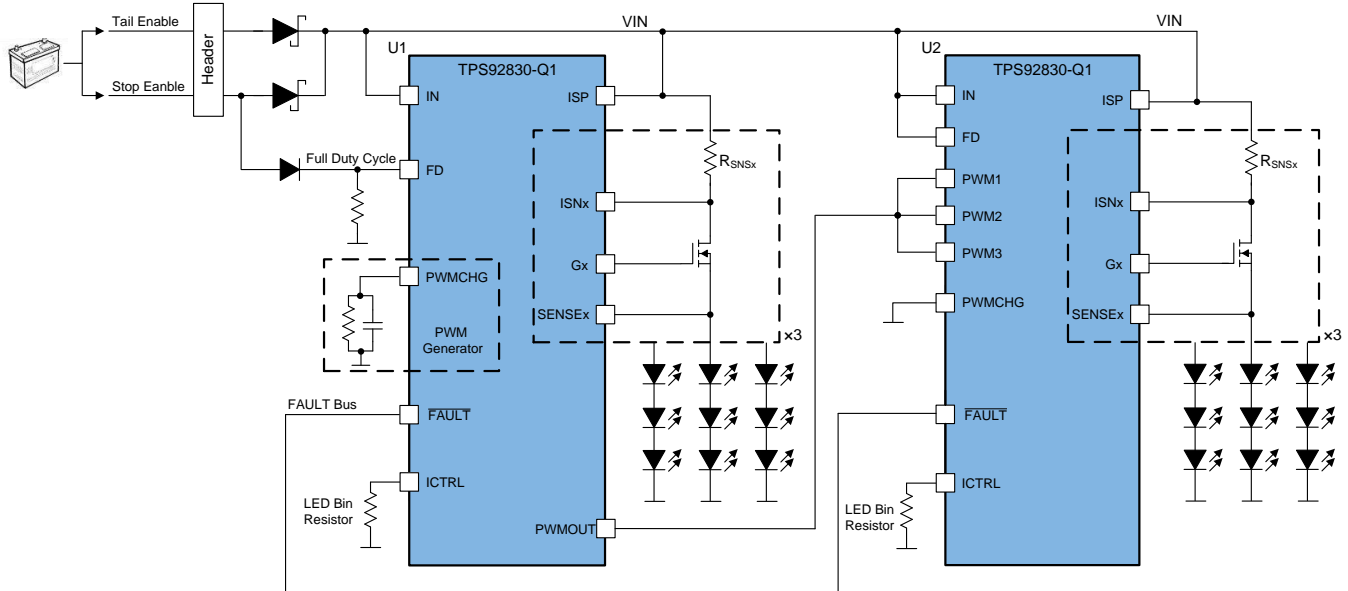 Tail Enable
Stop Eanble
Header
VIN
VIN
U1
TPS92830-Q1
IN
FD
PWMCHG
FAULT
ICTRL
ISP
ISNx
Gx
SENSEx
PWMOUT
Full Duty Cycle
PWM
Generator
FAULT Bus
LED Bin
Resistor
RSNSx
×3
U2
TPS92830-Q1
IN
FD
PWM1
PWM2
PWM3
PWMCHG
FAULT
ICTRL
ISP
ISNx
Gx
SENSEx
LED Bin
Resistor
RSNSx
×3